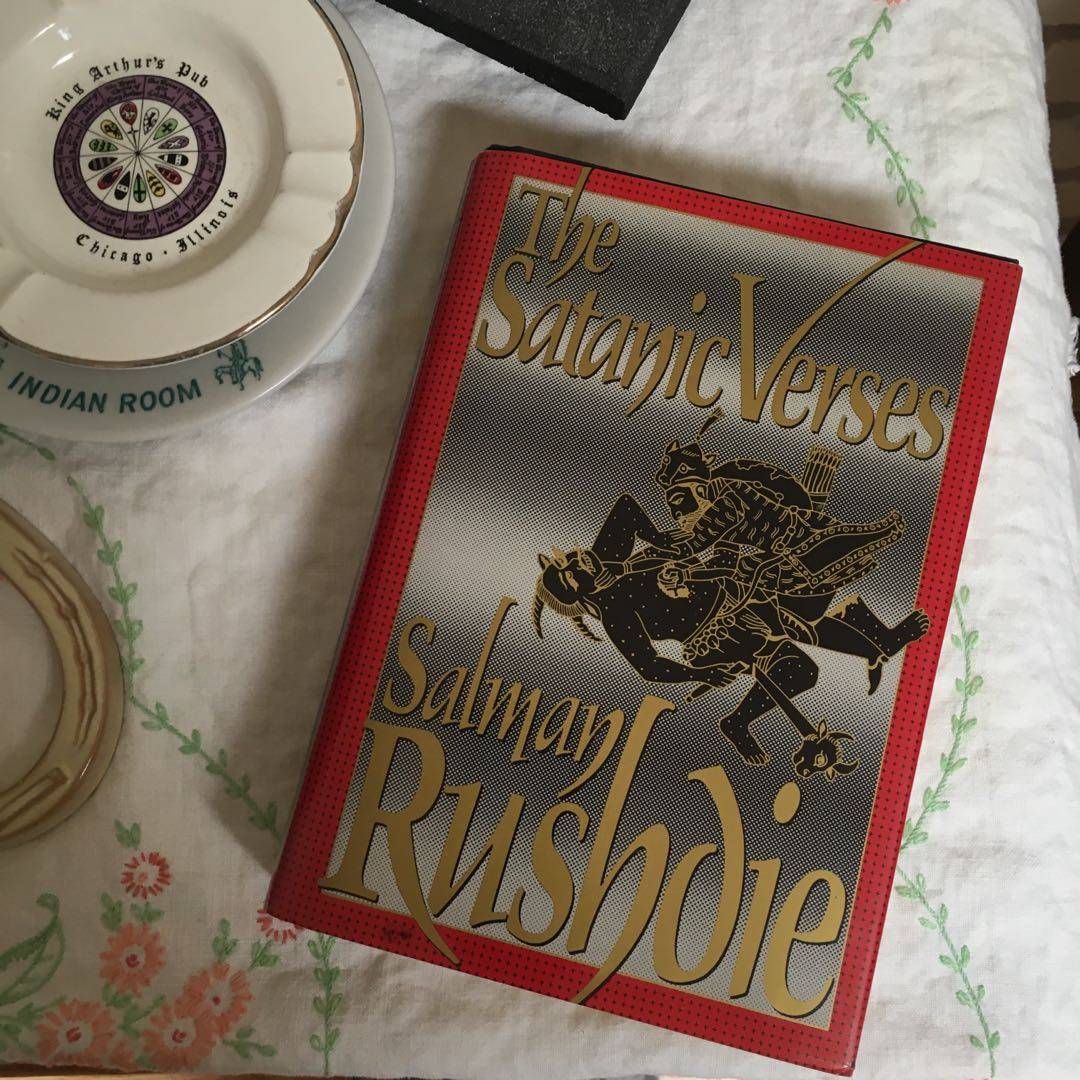 King Arthur's Pub
Chicago · Illinois
INDIAN ROOM
The
Satanic Verses
Salman
Rushdie